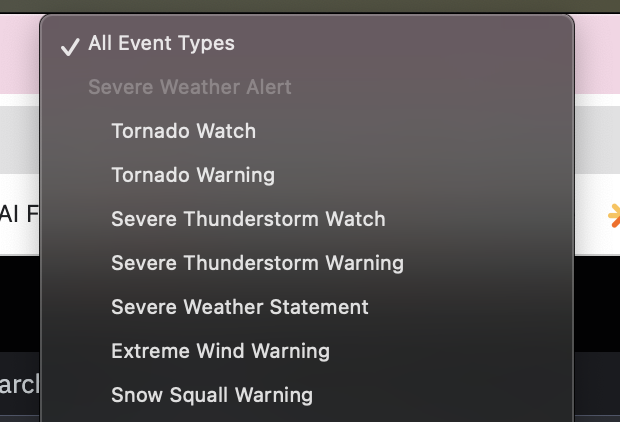 All Event Types
Severe Weather Alert
Tornado Watch
Tornado Warning
AI F
Severe Thunderstorm Watch
Severe Thunderstorm Warning
Severe Weather Statement
Extreme Wind Warning
arch
Snow Squall Warning